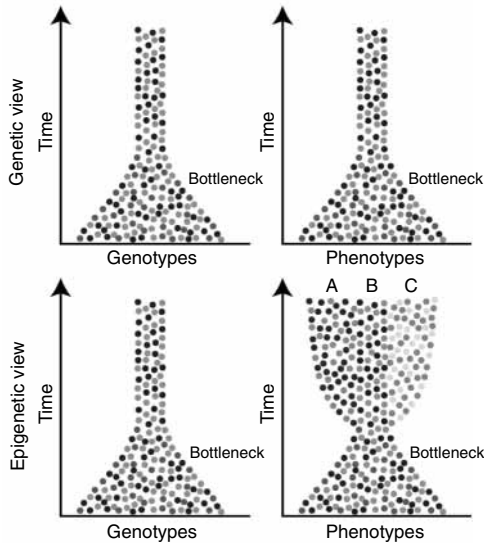 Genetic view
Time
Bottleneck
Genotypes
Time
Bottleneck
Phenotypes
Epigenetic view
Time
Bottleneck
Genotypes
A B C
Time
Bottleneck
Phenotypes